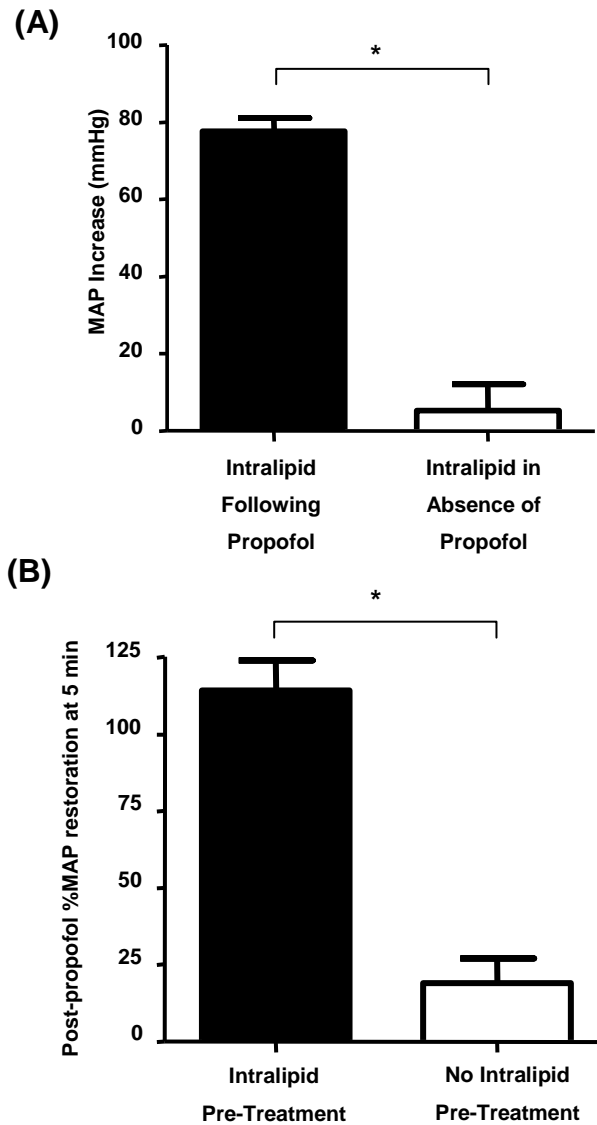 (A)
MAP Increase (mmHg)
100
80
60
40
20
0
*
Intralipid
Following
Propofol
Intralipid in
Absence of
Propofol
(B)
Post-propofol %MAP restoration at 5 min
125
100
75
50
25
0
*
Intralipid
Pre-Treatment
No Intralipid
Pre-Treatment